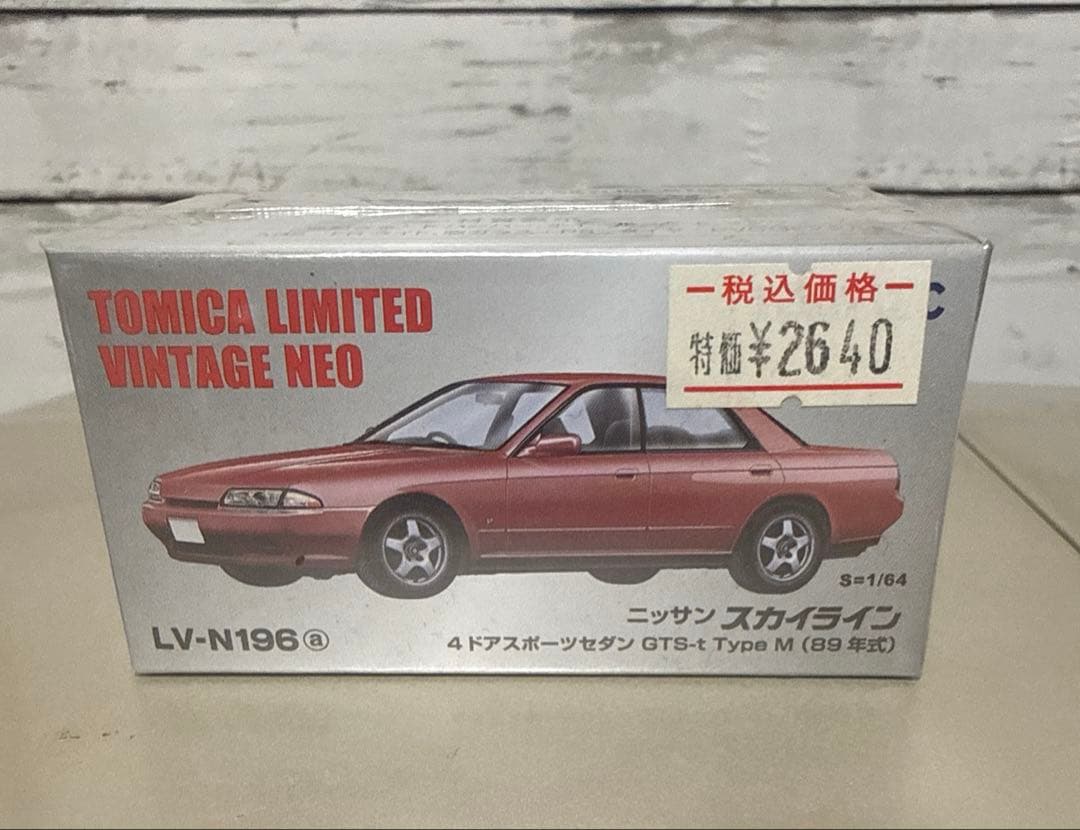 TOMICA LIMITED
VINTAGE NEO
税込価格
特価¥2640
C
S=1/64
ニッサン スカイライン
LV-N196ⓐ
4ドアスポーツセダン GTS-t Type M (89年式)